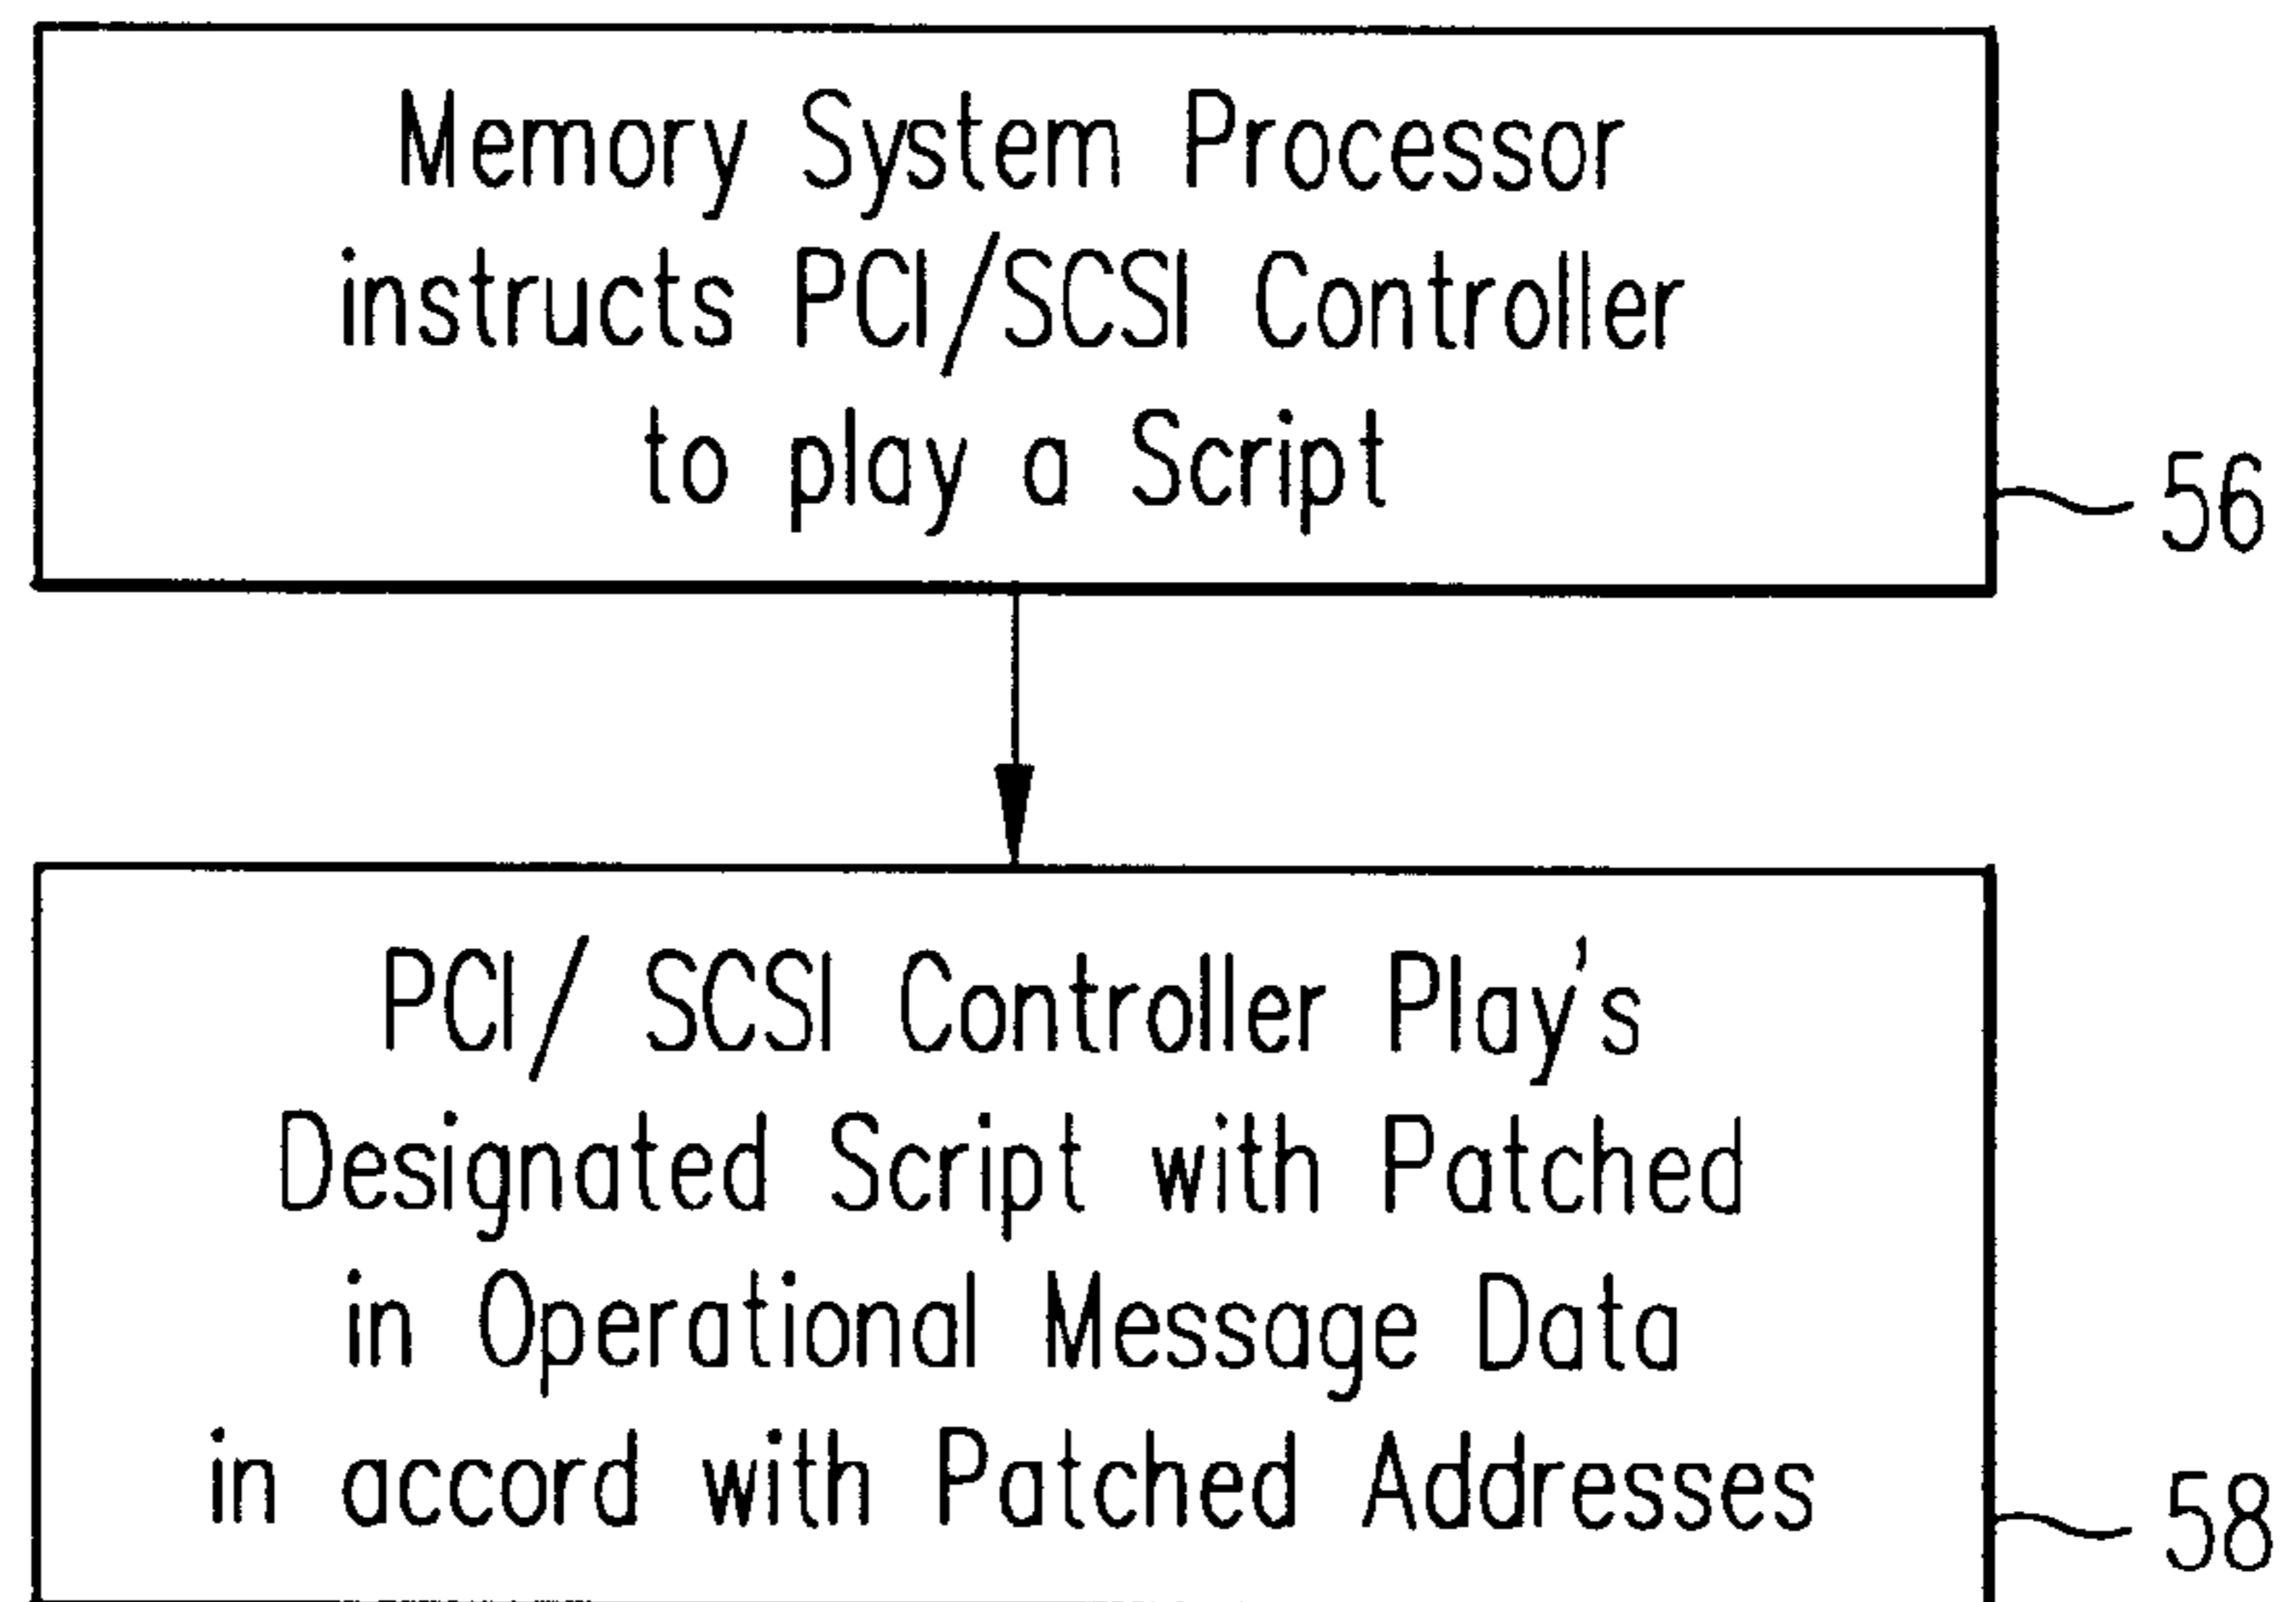 Memory System Processor
instructs PCI/SCSI Controller
to play a Script
56
PCI/ SCSI Controller Play's
Designated Script with Patched
in Operational Message Data
in accord with Patched Addresses
58